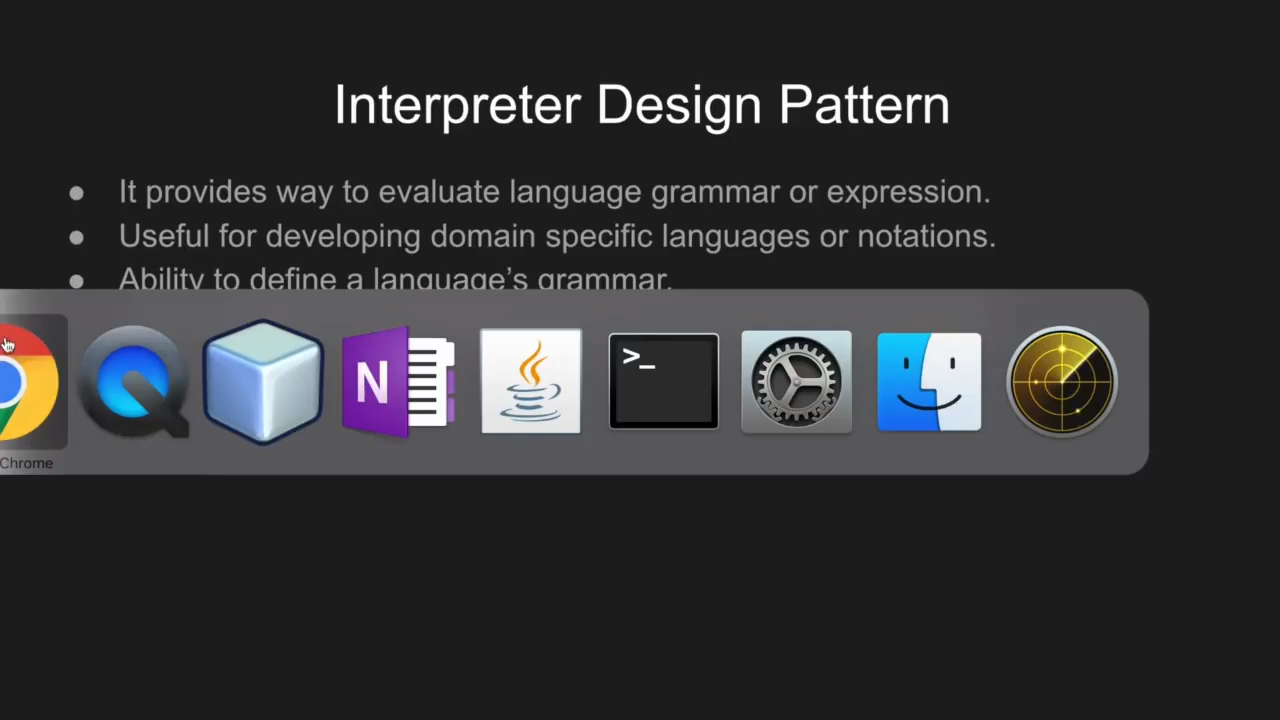 Interpreter Design Pattern
● It provides way to evaluate language grammar or expression.
● Useful for developing domain specific languages or notations.
● Ability to define a language’s grammar.
N
>_
Chrome